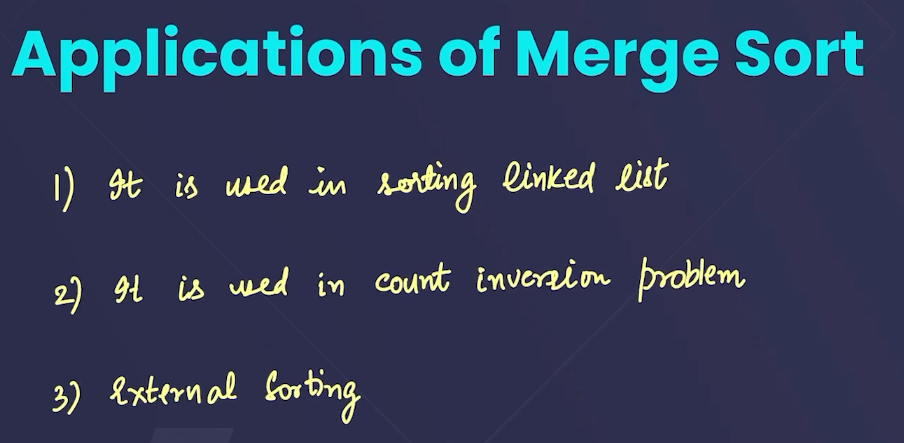 Applications of Merge Sort
1) It is used in sorting linked list
2) It is used in count inversion problem
3) External Sorting